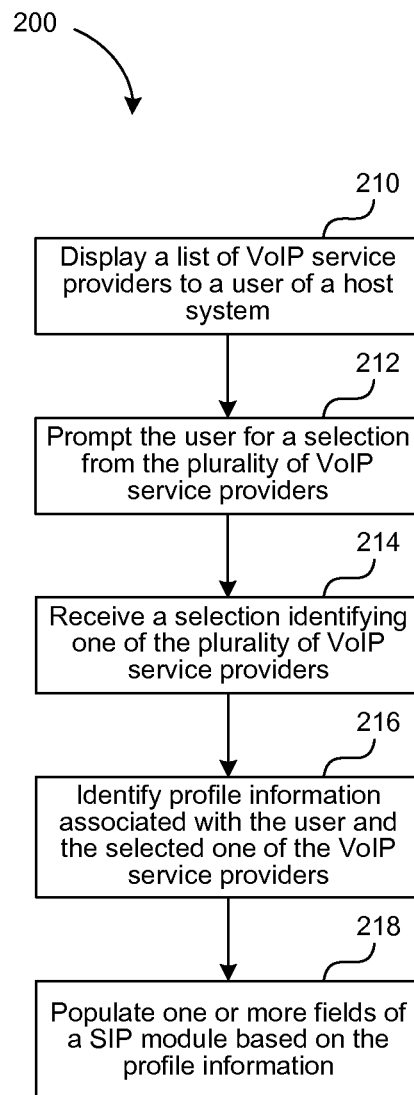 200
210
Display a list of VoIP service
providers to a user of a host
system
212
Prompt the user for a selection
from the plurality of VoIP
service providers
214
Receive a selection identifying
one of the plurality of VoIP
service providers
216
Identify profile information
associated with the user and
the selected one of the VoIP
service providers
218
Populate one or more fields of
a SIP module based on the
profile information